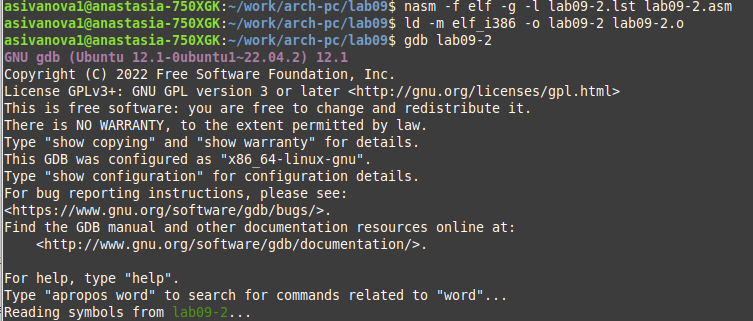 asivanova1@anastasia-750XGK:~/work/arch-pc/lab09$ nasm -f elf -g -l lab09-2.lst lab09-2.asm
asivanova1@anastasia-750XGK:~/work/arch-pc/lab09$ ld -m elf_i386 -o lab09-2 lab09-2.o
asivanova1@anastasia-750XGK:~/work/arch-pc/lab09$ gdb lab09-2
GNU gdb (Ubuntu 12.1-0ubuntu1~22.04.2) 12.1
Copyright (C) 2022 Free Software Foundation, Inc.
License GPLv3+: GNU GPL version 3 or later <http://gnu.org/licenses/gpl.html>
This is free software: you are free to change and redistribute it.
There is NO WARRANTY, to the extent permitted by law.
Type "show copying" and "show warranty" for details.
This GDB was configured as "x86_64-linux-gnu".
Type "show configuration" for configuration details.
For bug reporting instructions, please see:
<https://www.gnu.org/software/gdb/bugs/>.
Find the GDB manual and other documentation resources online at:
    <http://www.gnu.org/software/gdb/documentation/>.

For help, type "help".
Type "apropos word" to search for commands related to "word"...
Reading symbols from lab09-2...